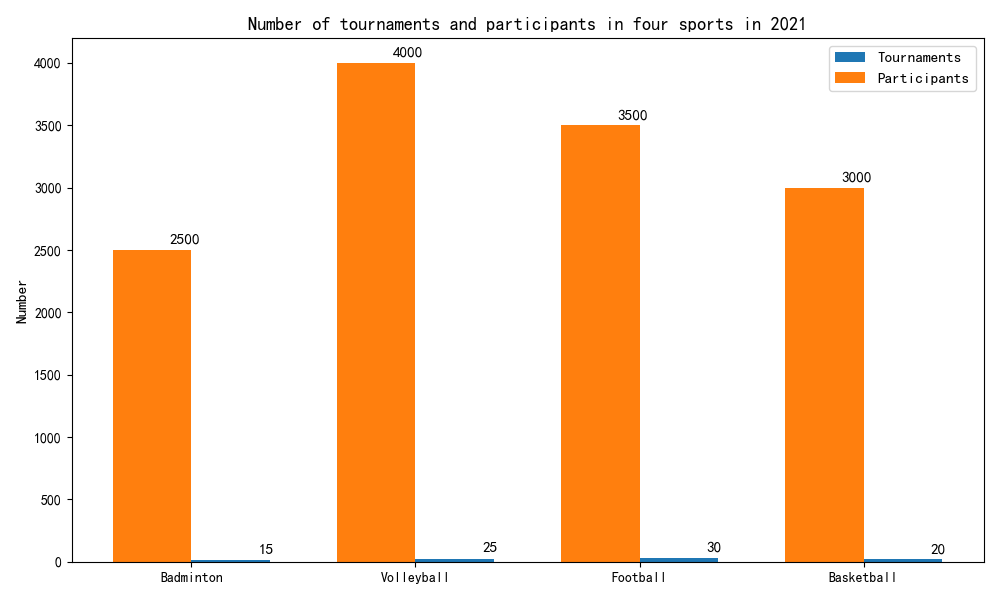 Number of tournaments and participants in four sports in 2021
Tournaments
Participants
Number
4000
3500
3000
2500
2000
1500
1000
500
0
2500
4000
3500
3000
15
25
30
20
Badminton
Volleyball
Football
Basketball